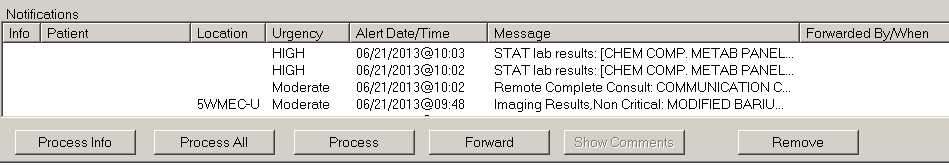 Notifications
Info Patient Location Urgency Alert Date/Time Message Forwarded By/When
HIGH 06/21/2013@10:03 STAT lab results: [CHEM COMP. METAB PANEL...
HIGH 06/21/2013@10:02 STAT lab results: [CHEM COMP. METAB PANEL...
Moderate 06/21/2013@10:02 Remote Complete Consult: COMMUNICATION C...
5WMEC-U Moderate 06/21/2013@09:48 Imaging Results,Non Critical: MODIFIED BARIU...
Process Info Process All Process Forward Show Comments Remove